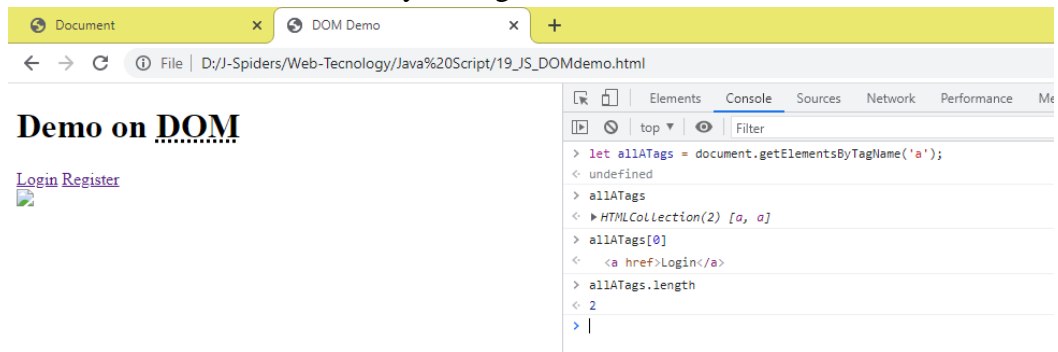 Document × DOM Demo × +
File | D:/J-Spiders/Web-Tecnology/Java%20Script/19_JS_DOMdemo.html
Demo on DOM
Login Register
Elements Console Sources Network Performance Me
top ▼ Filter
> let allATags = document.getElementsByTagName('a');
< undefined
> allATags
< ▶ HTMLCollection(2) [a, a]
> allATags[0]
< <a href>Login</a>
> allATags.length
< 2
>